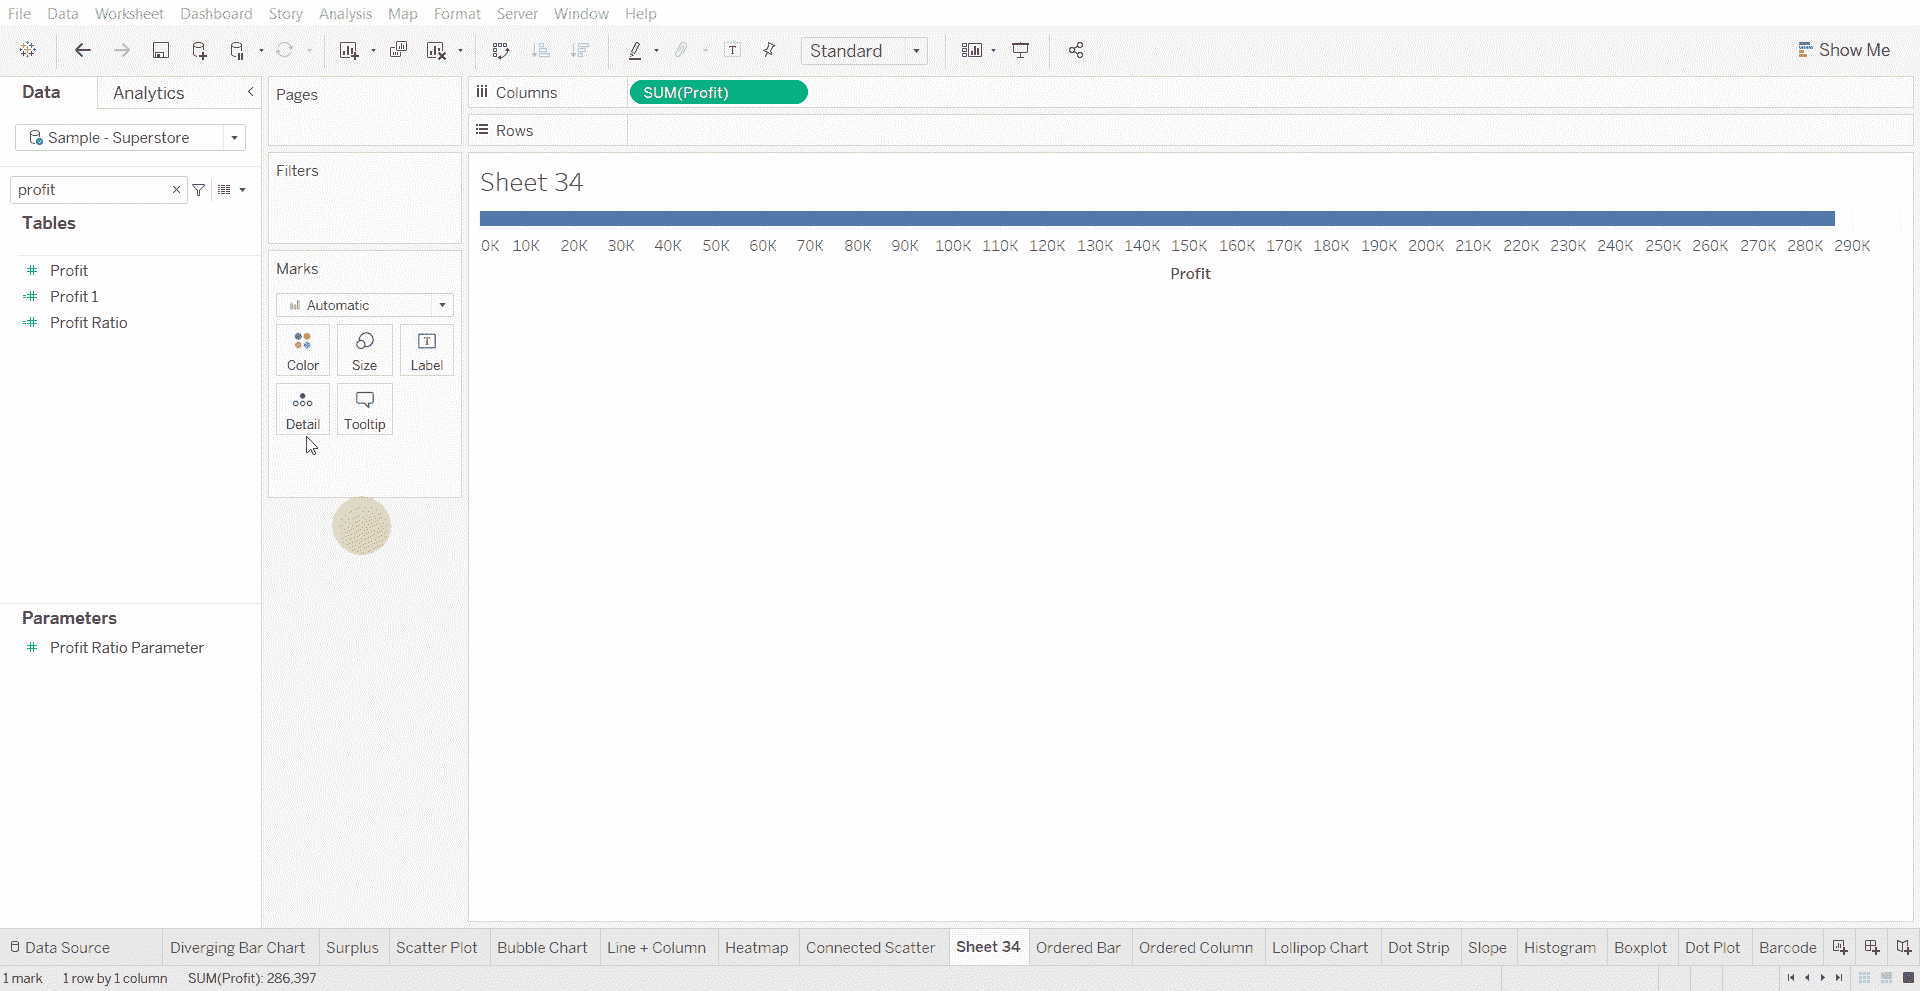 File Data Worksheet Dashboard Story Analysis Map Format Server Window Help
Standard
Show Me
Data Analytics
Pages
Columns SUM(Profit)
Rows
Sample - Superstore
Filters
profit
Sheet 34
Tables
0K 10K 20K 30K 40K 50K 60K 70K 80K 90K 100K 110K 120K 130K 140K 150K 160K 170K 180K 190K 200K 210K 220K 230K 240K 250K 260K 270K 280K 290K
Profit
Profit
Profit 1
Profit Ratio
Marks
Automatic
Color Size Label
Detail Tooltip
Parameters
Profit Ratio Parameter
Data Source Diverging Bar Chart Surplus Scatter Plot Bubble Chart Line + Column Heatmap Connected Scatter Sheet 34 Ordered Bar Ordered Column Lollipop Chart Dot Strip Slope Histogram Boxplot Dot Plot Barcode
1 mark 1 row by 1 column SUM(Profit): 286,397